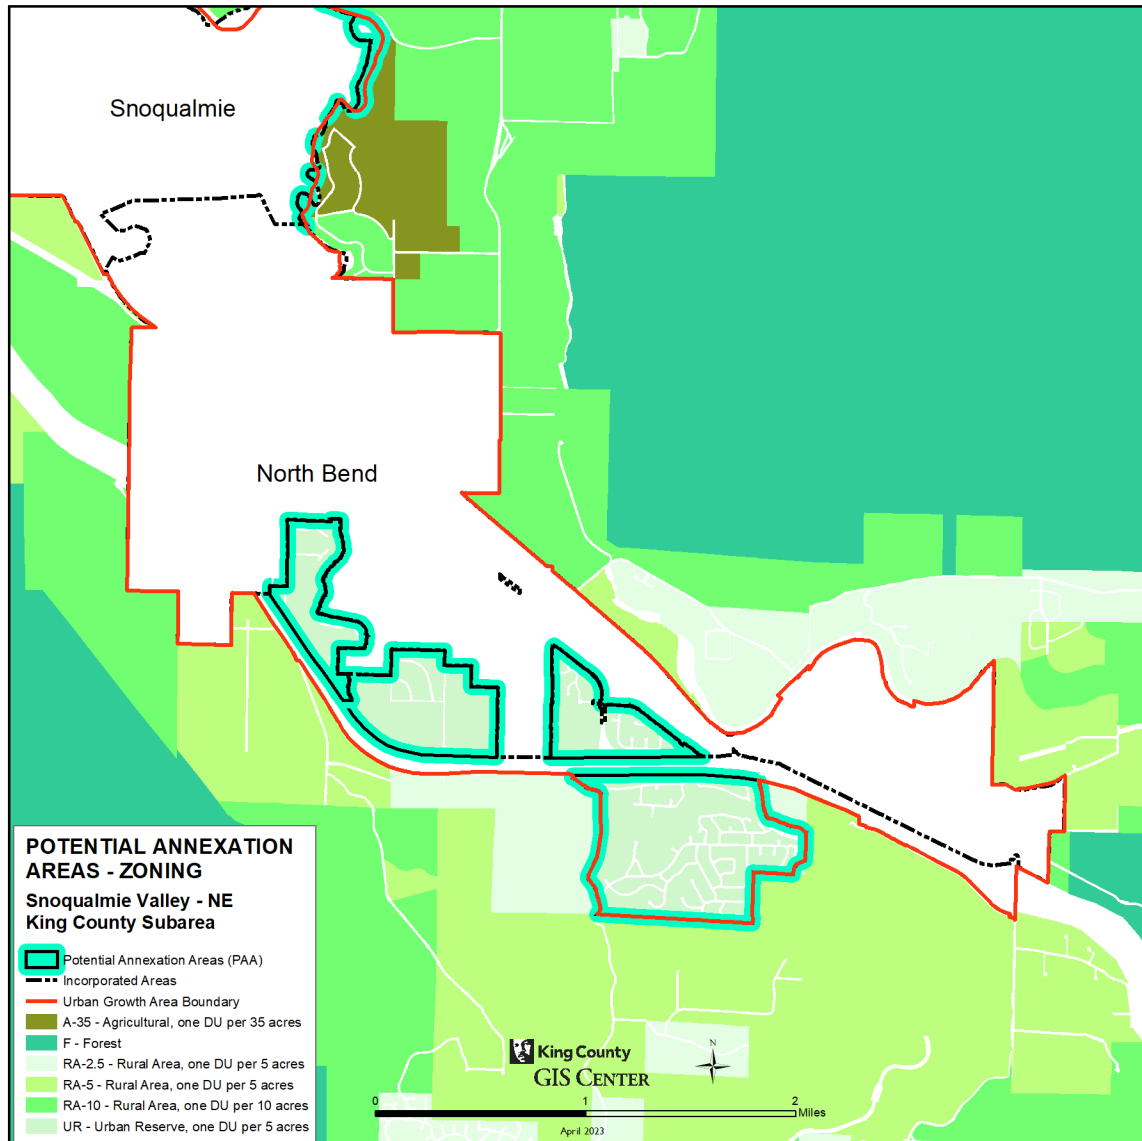 Snoqualmie
North Bend
POTENTIAL ANNEXATION
AREAS - ZONING
Snoqualmie Valley - NE
King County Subarea
Potential Annexation Areas (PAA)
Incorporated Areas
Urban Growth Area Boundary
A-35 - Agricultural, one DU per 35 acres
F - Forest
RA-2.5 - Rural Area, one DU per 5 acres
RA-5 - Rural Area, one DU per 5 acres
RA-10 - Rural Area, one DU per 10 acres
UR - Urban Reserve, one DU per 5 acres
King County
GIS CENTER
N
0 1 2
Miles
April 2023